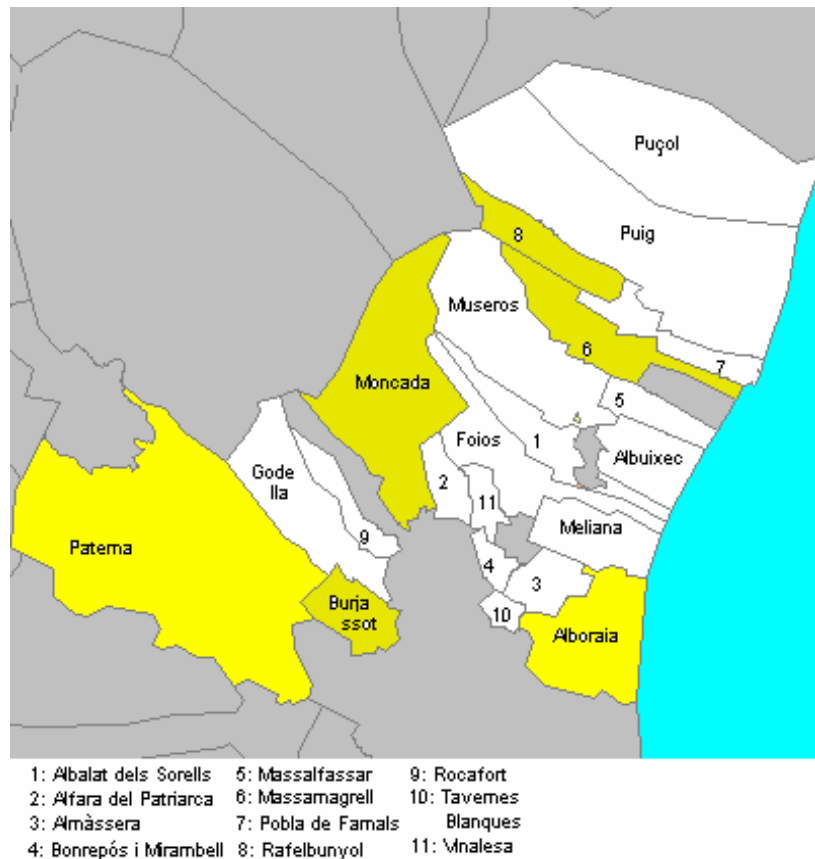 Puçol
Puig
8
Museros
6
7
Moncada
5
Foios
1
Albuixec
Gode
lla
2
11
Meliana
Paterna
9
4
3
Burja
ssot
10
Alboraia
1: Albalat dels Sorells
2: Alfara del Patriarca
3: Almàssera
4: Bonrepós i Mirambell
5: Massalfassar
6: Massamagrell
7: Pobla de Farnals
8: Rafelbunyol
9: Rocafort
10: Tavernes
Blanques
11: Vinalesa